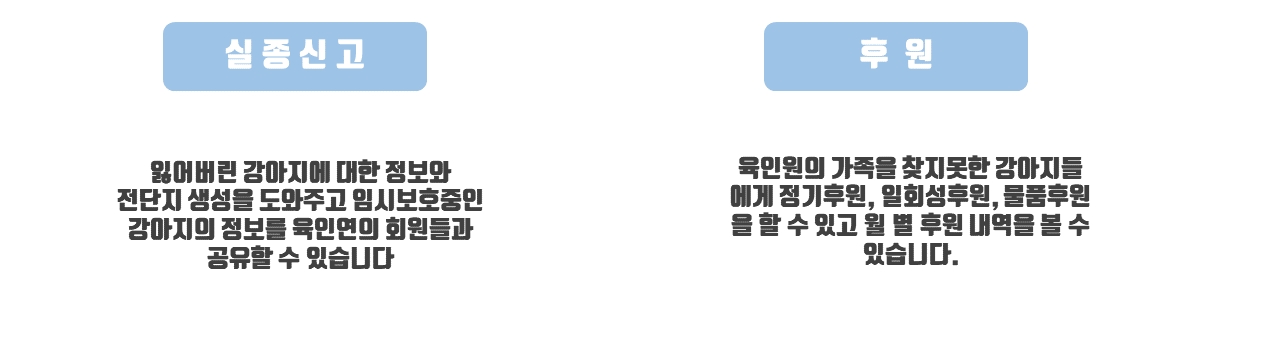 실종신고
잃어버린 강아지에 대한 정보와
전단지 생성을 도와주고 임시보호중인
강아지의 정보를 육인연의 회원들과
공유할 수 있습니다
후 원
육인원의 가족을 찾지못한 강아지들
에게 정기후원, 일회성후원, 물품후원
을 할 수 있고 월 별 후원 내역을 볼 수
있습니다.